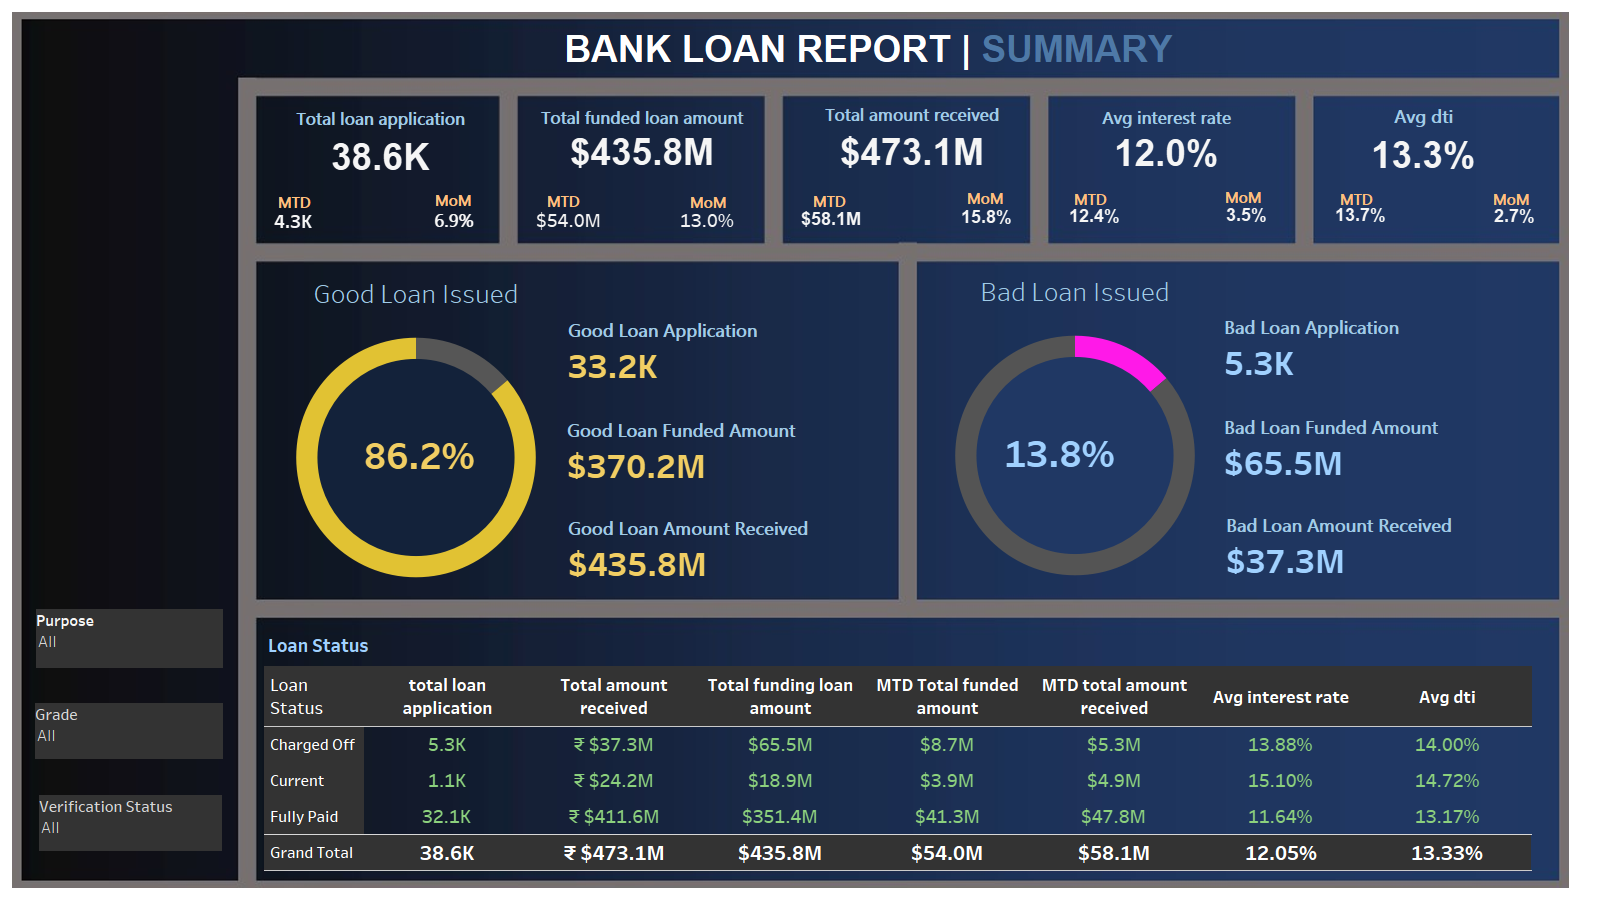 BANK LOAN REPORT | SUMMARY
Total loan application
38.6K
MTD MoM
4.3K 6.9%
Total funded loan amount
$435.8M
MTD MoM
$54.0M 13.0%
Total amount received
$473.1M
MTD MoM
$58.1M 15.8%
Avg interest rate
12.0%
MTD MoM
12.4% 3.5%
Avg dti
13.3%
MTD MoM
13.7% 2.7%
Good Loan Issued
86.2%
Good Loan Application
33.2K
Good Loan Funded Amount
$370.2M
Good Loan Amount Received
$435.8M
Bad Loan Issued
13.8%
Bad Loan Application
5.3K
Bad Loan Funded Amount
$65.5M
Bad Loan Amount Received
$37.3M
Purpose
All
Grade
All
Verification Status
All
Loan Status
Loan Status total loan application Total amount received Total funding loan amount MTD Total funded amount MTD total amount received Avg interest rate Avg dti
Charged Off 5.3K ₹ $37.3M $65.5M $8.7M $5.3M 13.88% 14.00%
Current 1.1K ₹ $24.2M $18.9M $3.9M $4.9M 15.10% 14.72%
Fully Paid 32.1K ₹ $411.6M $351.4M $41.3M $47.8M 11.64% 13.17%
Grand Total 38.6K ₹ $473.1M $435.8M $54.0M $58.1M 12.05% 13.33%